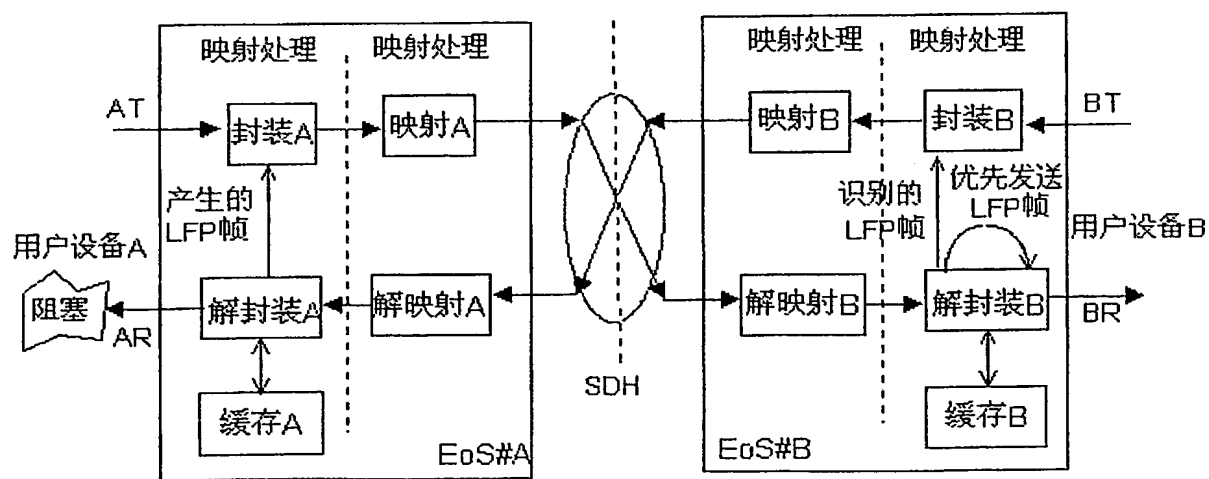 映射处理
映射处理
AT
封装A
映射A
产生的
LFP帧
用户设备A
阻塞
AR
解封装A
解映射A
缓存A
EoS#A
SDH
映射处理
映射处理
BT
映射B
封装B
识别的
LFP帧
优先发送
LFP帧
用户设备B
解映射B
解封装B
BR
缓存B
EoS#B